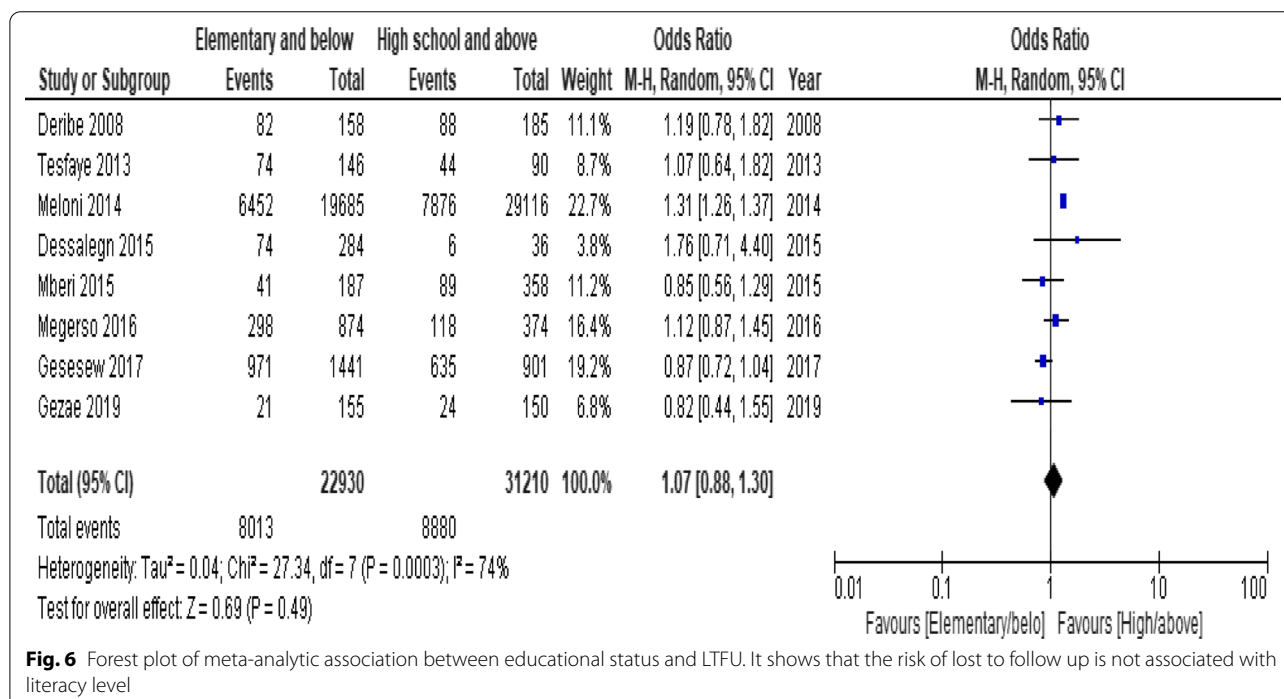 Elementary and below High school and above Odds Ratio Odds Ratio
Study or Subgroup Events Total Events Total Weight M-H, Random, 95% CI Year M-H, Random, 95% CI
Deribe 2008 82 158 88 185 11.1% 1.19 [0.78, 1.82] 2008
Tesfaye 2013 74 146 44 90 8.7% 1.07 [0.64, 1.82] 2013
Meloni 2014 6452 19685 7876 29116 22.7% 1.31 [1.26, 1.37] 2014
Dessalegn 2015 74 284 6 36 3.8% 1.76 [0.71, 4.40] 2015
Mberi 2015 41 187 89 358 11.2% 0.85 [0.56, 1.29] 2015
Megerso 2016 298 874 118 374 16.4% 1.12 [0.87, 1.45] 2016
Gesesew 2017 971 1441 635 901 19.2% 0.87 [0.72, 1.04] 2017
Gezae 2019 21 155 24 150 6.8% 0.82 [0.44, 1.55] 2019
Total (95% CI) 22930 31210 100.0% 1.07 [0.88, 1.30]
Total events 8013 8880
Heterogeneity: Tau² = 0.04; Chi² = 27.34, df = 7 (P = 0.0003); I² = 74%
Test for overall effect: Z = 0.69 (P = 0.49)
0.01 0.1 1 10 100
Favours [Elementary/belo] Favours [High/above]
Fig. 6 Forest plot of meta-analytic association between educational status and LTFU. It shows that the risk of lost to follow up is not associated with
literacy level